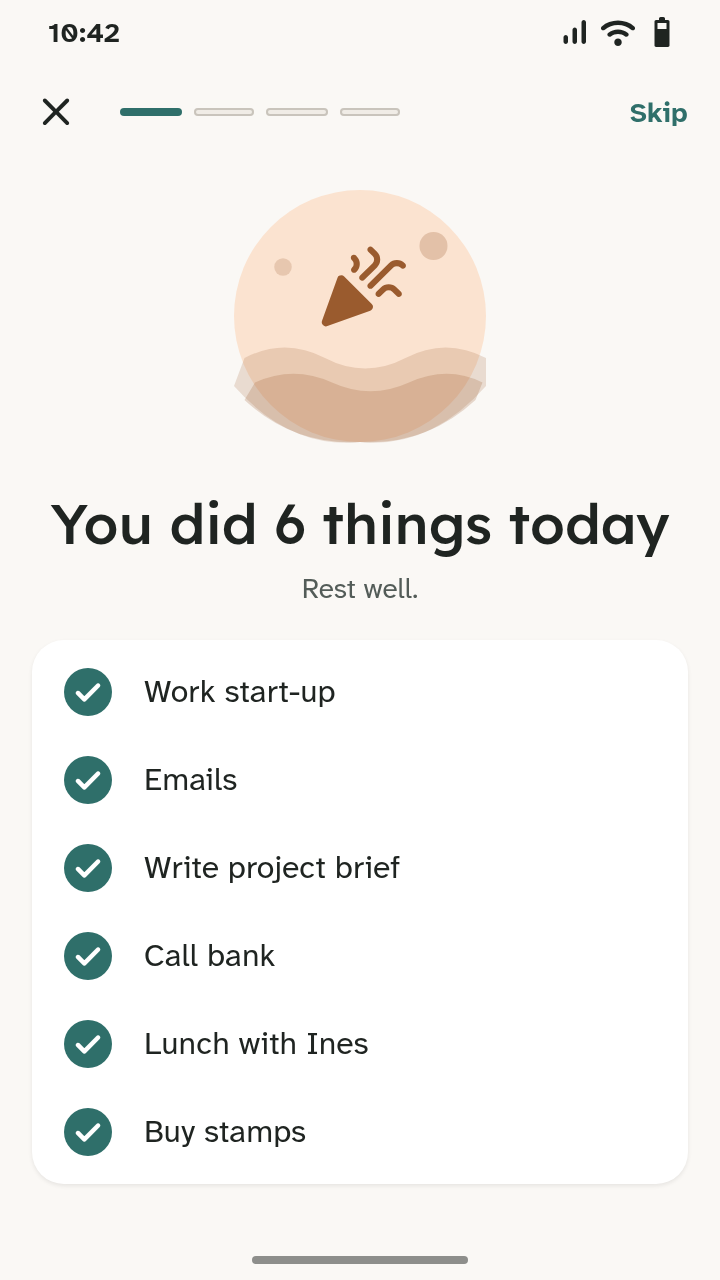 10:42
Skip
You did 6 things today
Rest well.
Work start-up
Emails
Write project brief
Call bank
Lunch with Ines
Buy stamps